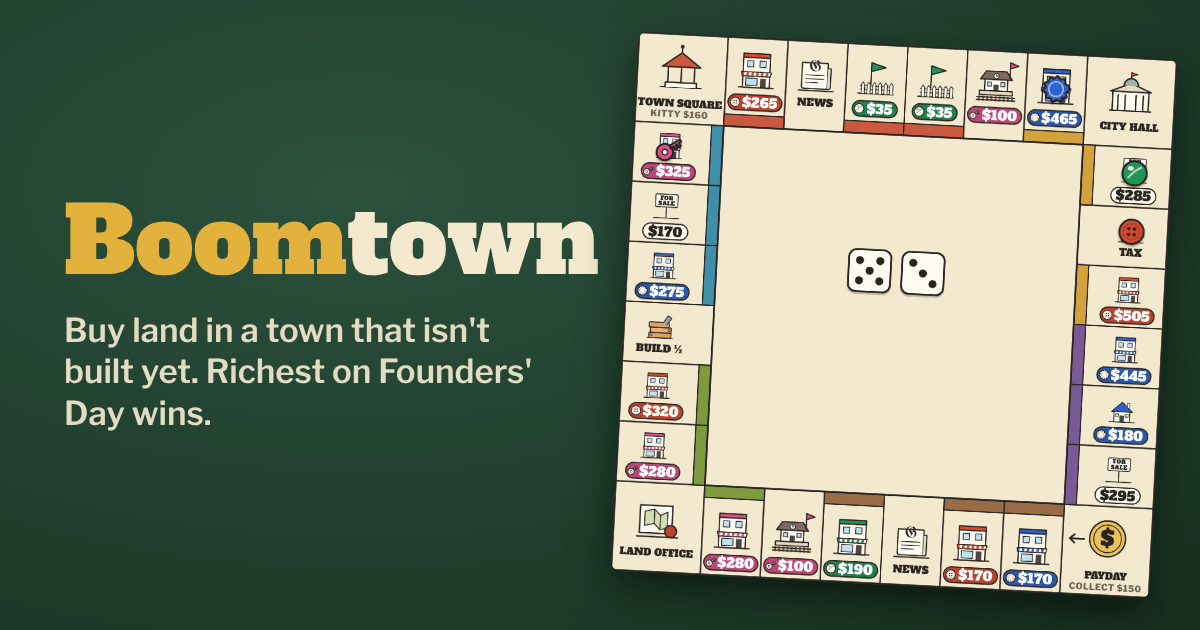 Boomtown
Buy land in a town that isn't
built yet. Richest on Founders'
Day wins.
TOWN SQUARE
KITTY $160
$265
NEWS
$35
$35
$100
$465
CITY HALL
$325
$285
FOR
SALE
$170
TAX
$275
$505
BUILD ½
$445
$320
$180
$280
FOR
SALE
$295
LAND OFFICE
$280
$100
$190
NEWS
$170
$170
$
PAYDAY
COLLECT $150